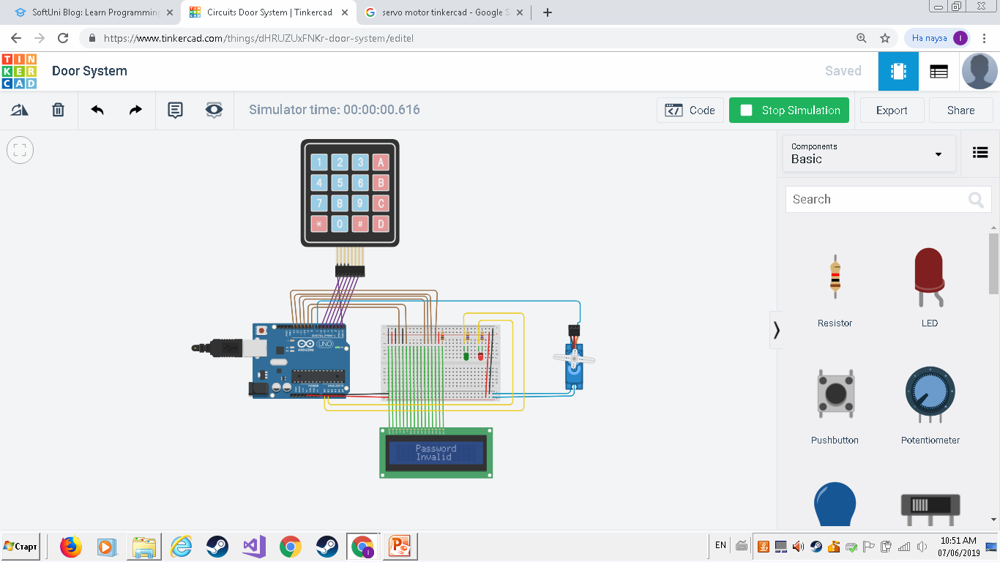 SoftUni Blog: Learn Programming
Circuits Door System | Tinkercad
servo motor tinkercad - Google S
https://www.tinkercad.com/things/dHRUZUxFNKr-door-system/editel
На пауза
I
TIN
KER
CAD
Door System
Saved
Simulator time: 00:00:00.616
Code
Stop Simulation
Export
Share
Components
Basic
Search
1 2 3 A
4 5 6 B
7 8 9 C
* 0 # D
Resistor
LED
Pushbutton
Potentiometer
UNO
ARDUINO
Password
Invalid
Старт
EN
10:51 AM
07/06/2019